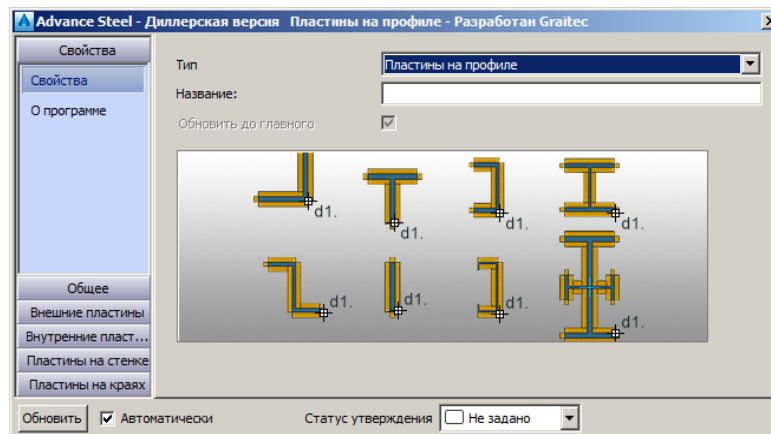 Advance Steel - Диллерская версия Пластины на профиле - Разработан Graitec
Свойства
Свойства
О программе
Тип
Пластины на профиле
Название:
Обновить до главного
d1.
d1.
d1.
d1.
d1.
d1.
d1.
d1.
Общее
Внешние пластины
Внутренние пласт...
Пластины на стенке
Пластины на краях
Обновить
Автоматически
Статус утверждения
Не задано